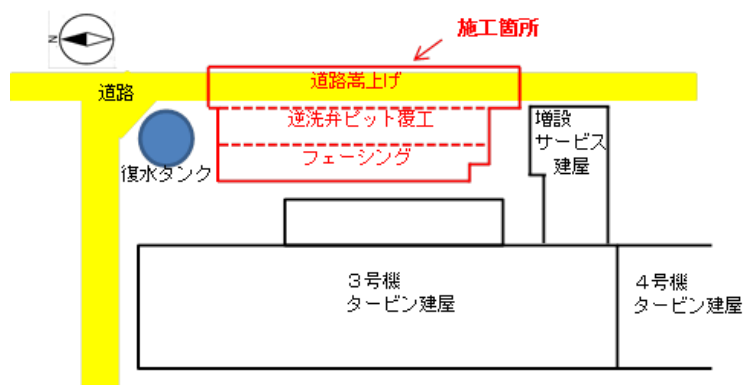 N
施工箇所
道路嵩上げ
道路
逆洗弁ピット覆工
増設
サービス
建屋
フェーシング
復水タンク
３号機
タービン建屋
４号機
タービン建屋